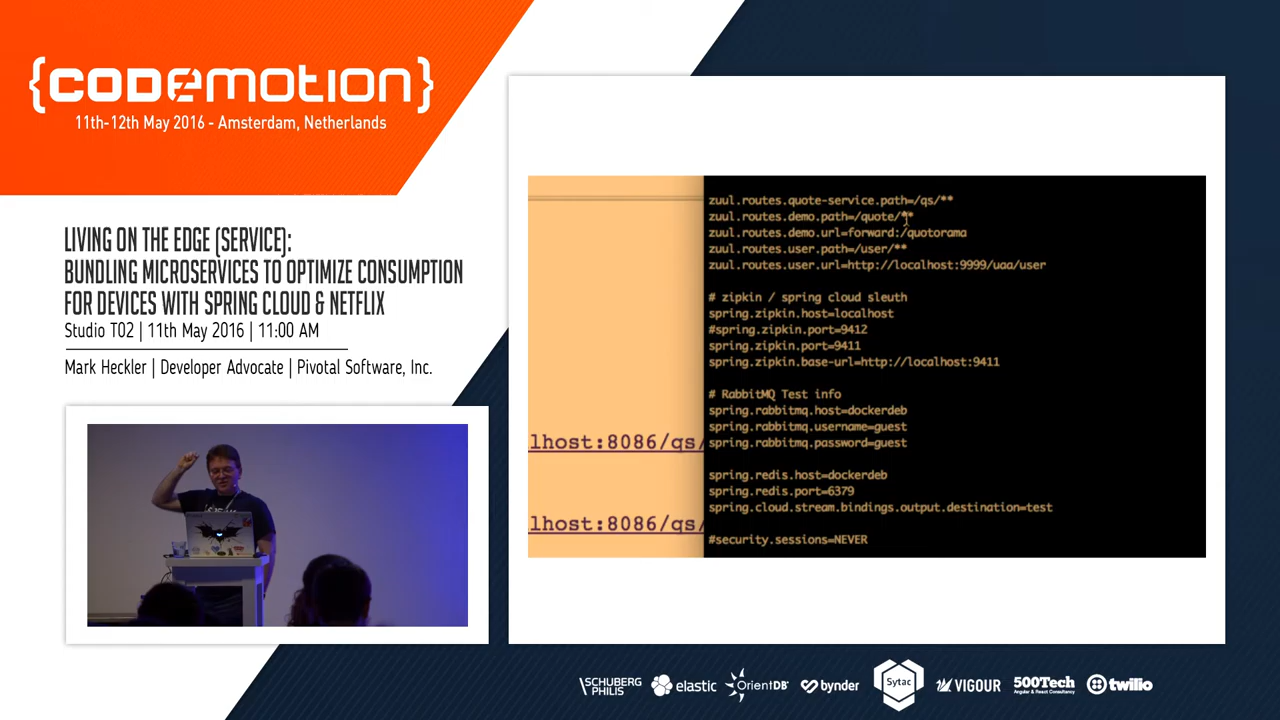 {CODEMOTION}
11th-12th May 2016 - Amsterdam, Netherlands
LIVING ON THE EDGE (SERVICE):
BUNDLING MICROSERVICES TO OPTIMIZE CONSUMPTION
FOR DEVICES WITH SPRING CLOUD & NETFLIX
Studio T02 | 11th May 2016 | 11:00 AM
Mark Heckler | Developer Advocate | Pivotal Software, Inc.
zuul.routes.quote-service.path=/qs/**
zuul.routes.demo.path=/quote/**
zuul.routes.demo.url=forward:/quotorama
zuul.routes.user.path=/user/**
zuul.routes.user.url=http://localhost:9999/uaa/user
# zipkin / spring cloud sleuth
spring.zipkin.host=localhost
#spring.zipkin.port=9412
spring.zipkin.port=9411
spring.zipkin.base-url=http://localhost:9411
# RabbitMQ Test info
spring.rabbitmq.host=dockerdeb
spring.rabbitmq.username=guest
spring.rabbitmq.password=guest
spring.redis.host=dockerdeb
spring.redis.port=6379
spring.cloud.stream.bindings.output.destination=test
#security.sessions=NEVER
lhost:8086/qs/
lhost:8086/qs/
SCHUBERG PHILIS
elastic
OrientDB
bynder
Sytac
VIGOUR
500Tech
Angular & React Consultancy
twilio